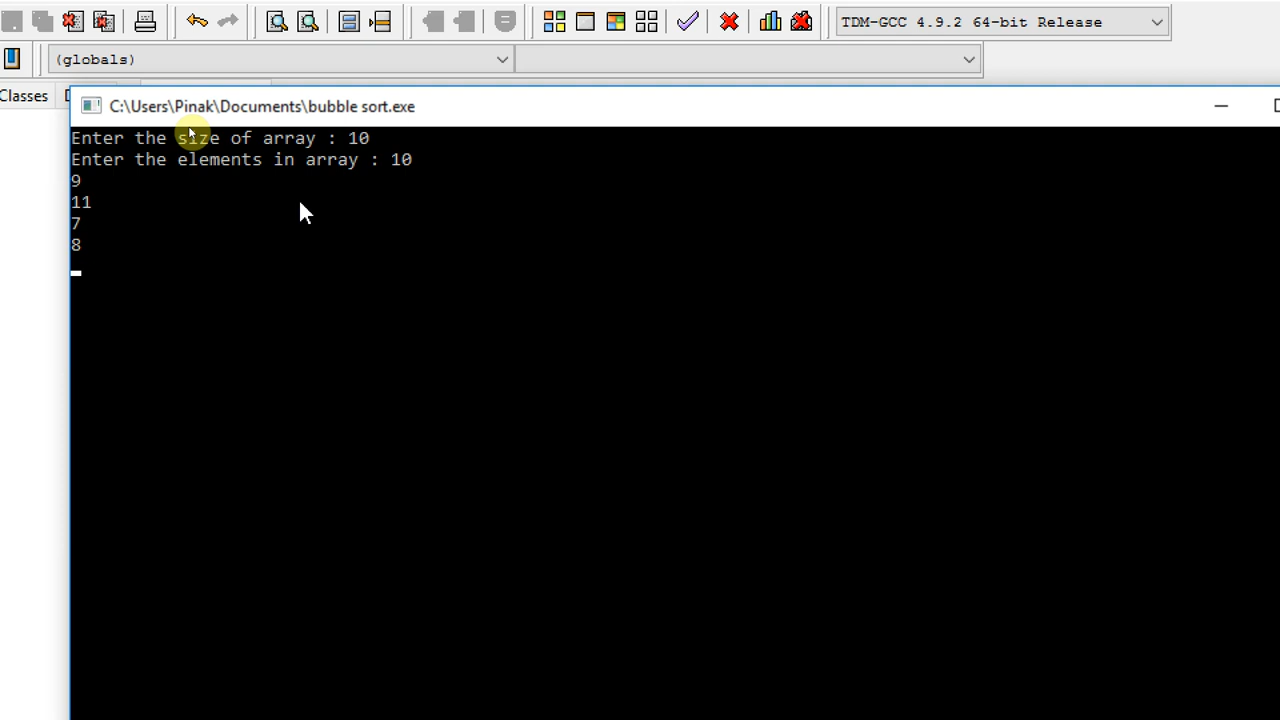 TDM-GCC 4.9.2 64-bit Release
(globals)
Classes
C:\Users\Pinak\Documents\bubble sort.exe
Enter the size of array : 10
Enter the elements in array : 10
9
11
7
8